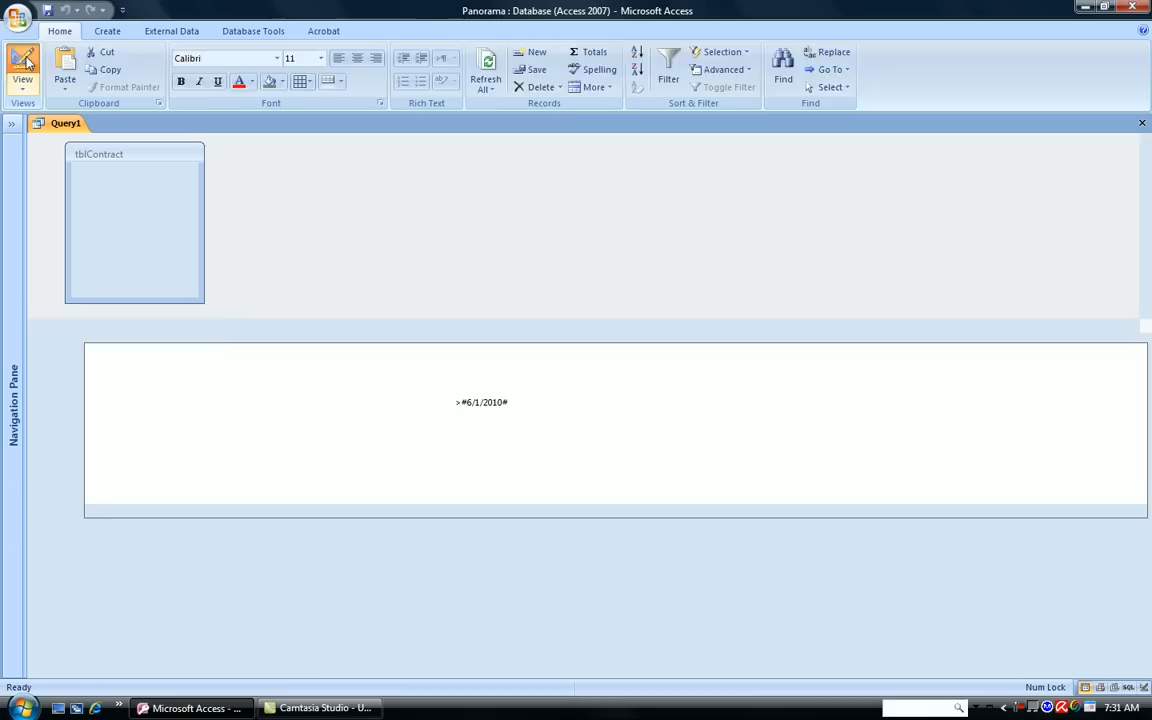 Panorama : Database (Access 2007) - Microsoft Access
Home Create External Data Database Tools Acrobat
View
Views
Paste
Cut
Copy
Format Painter
Clipboard
Calibri 11
B I U A
Font
Rich Text
Refresh
All
New
Save
Delete
Totals
Spelling
More
Records
Filter
Selection
Advanced
Toggle Filter
Sort & Filter
Find
Replace
Go To
Select
Find
Query1
tblContract
>#6/1/2010#
Navigation Pane
Ready
Num Lock
SQL
Microsoft Access - ...
Camtasia Studio - U...
7:31 AM